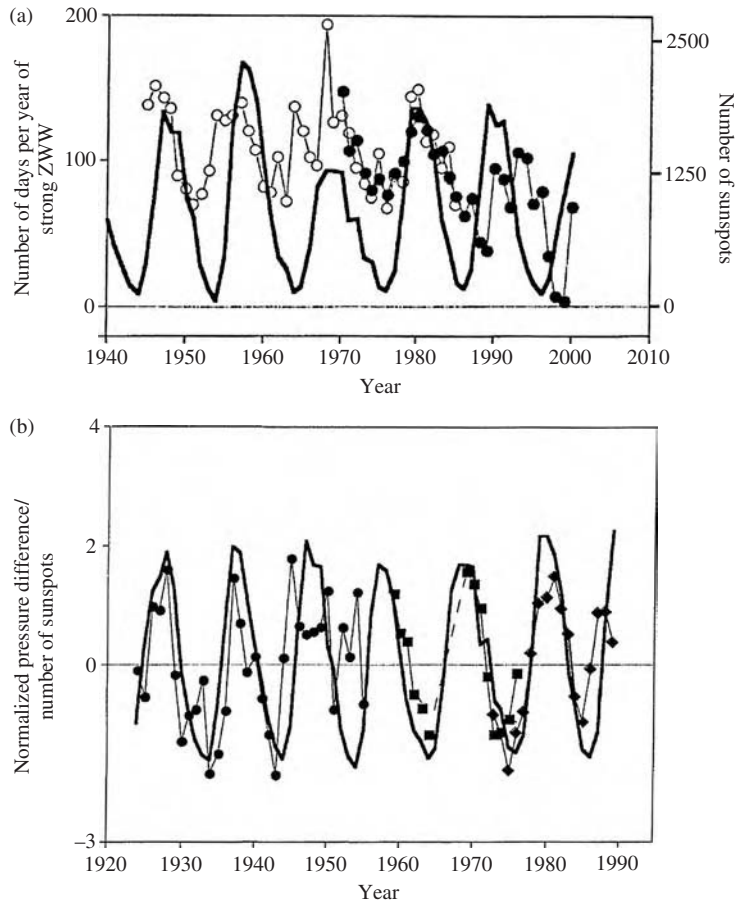 (a)
200
100
0
Number of days per year of
strong ZWW
2500
1250
0
Number of sunspots
1940 1950 1960 1970 1980 1990 2000 2010
Year
(b)
4
2
0
–3
Normalized pressure difference/
number of sunspots
1920 1930 1940 1950 1960 1970 1980 1990
Year